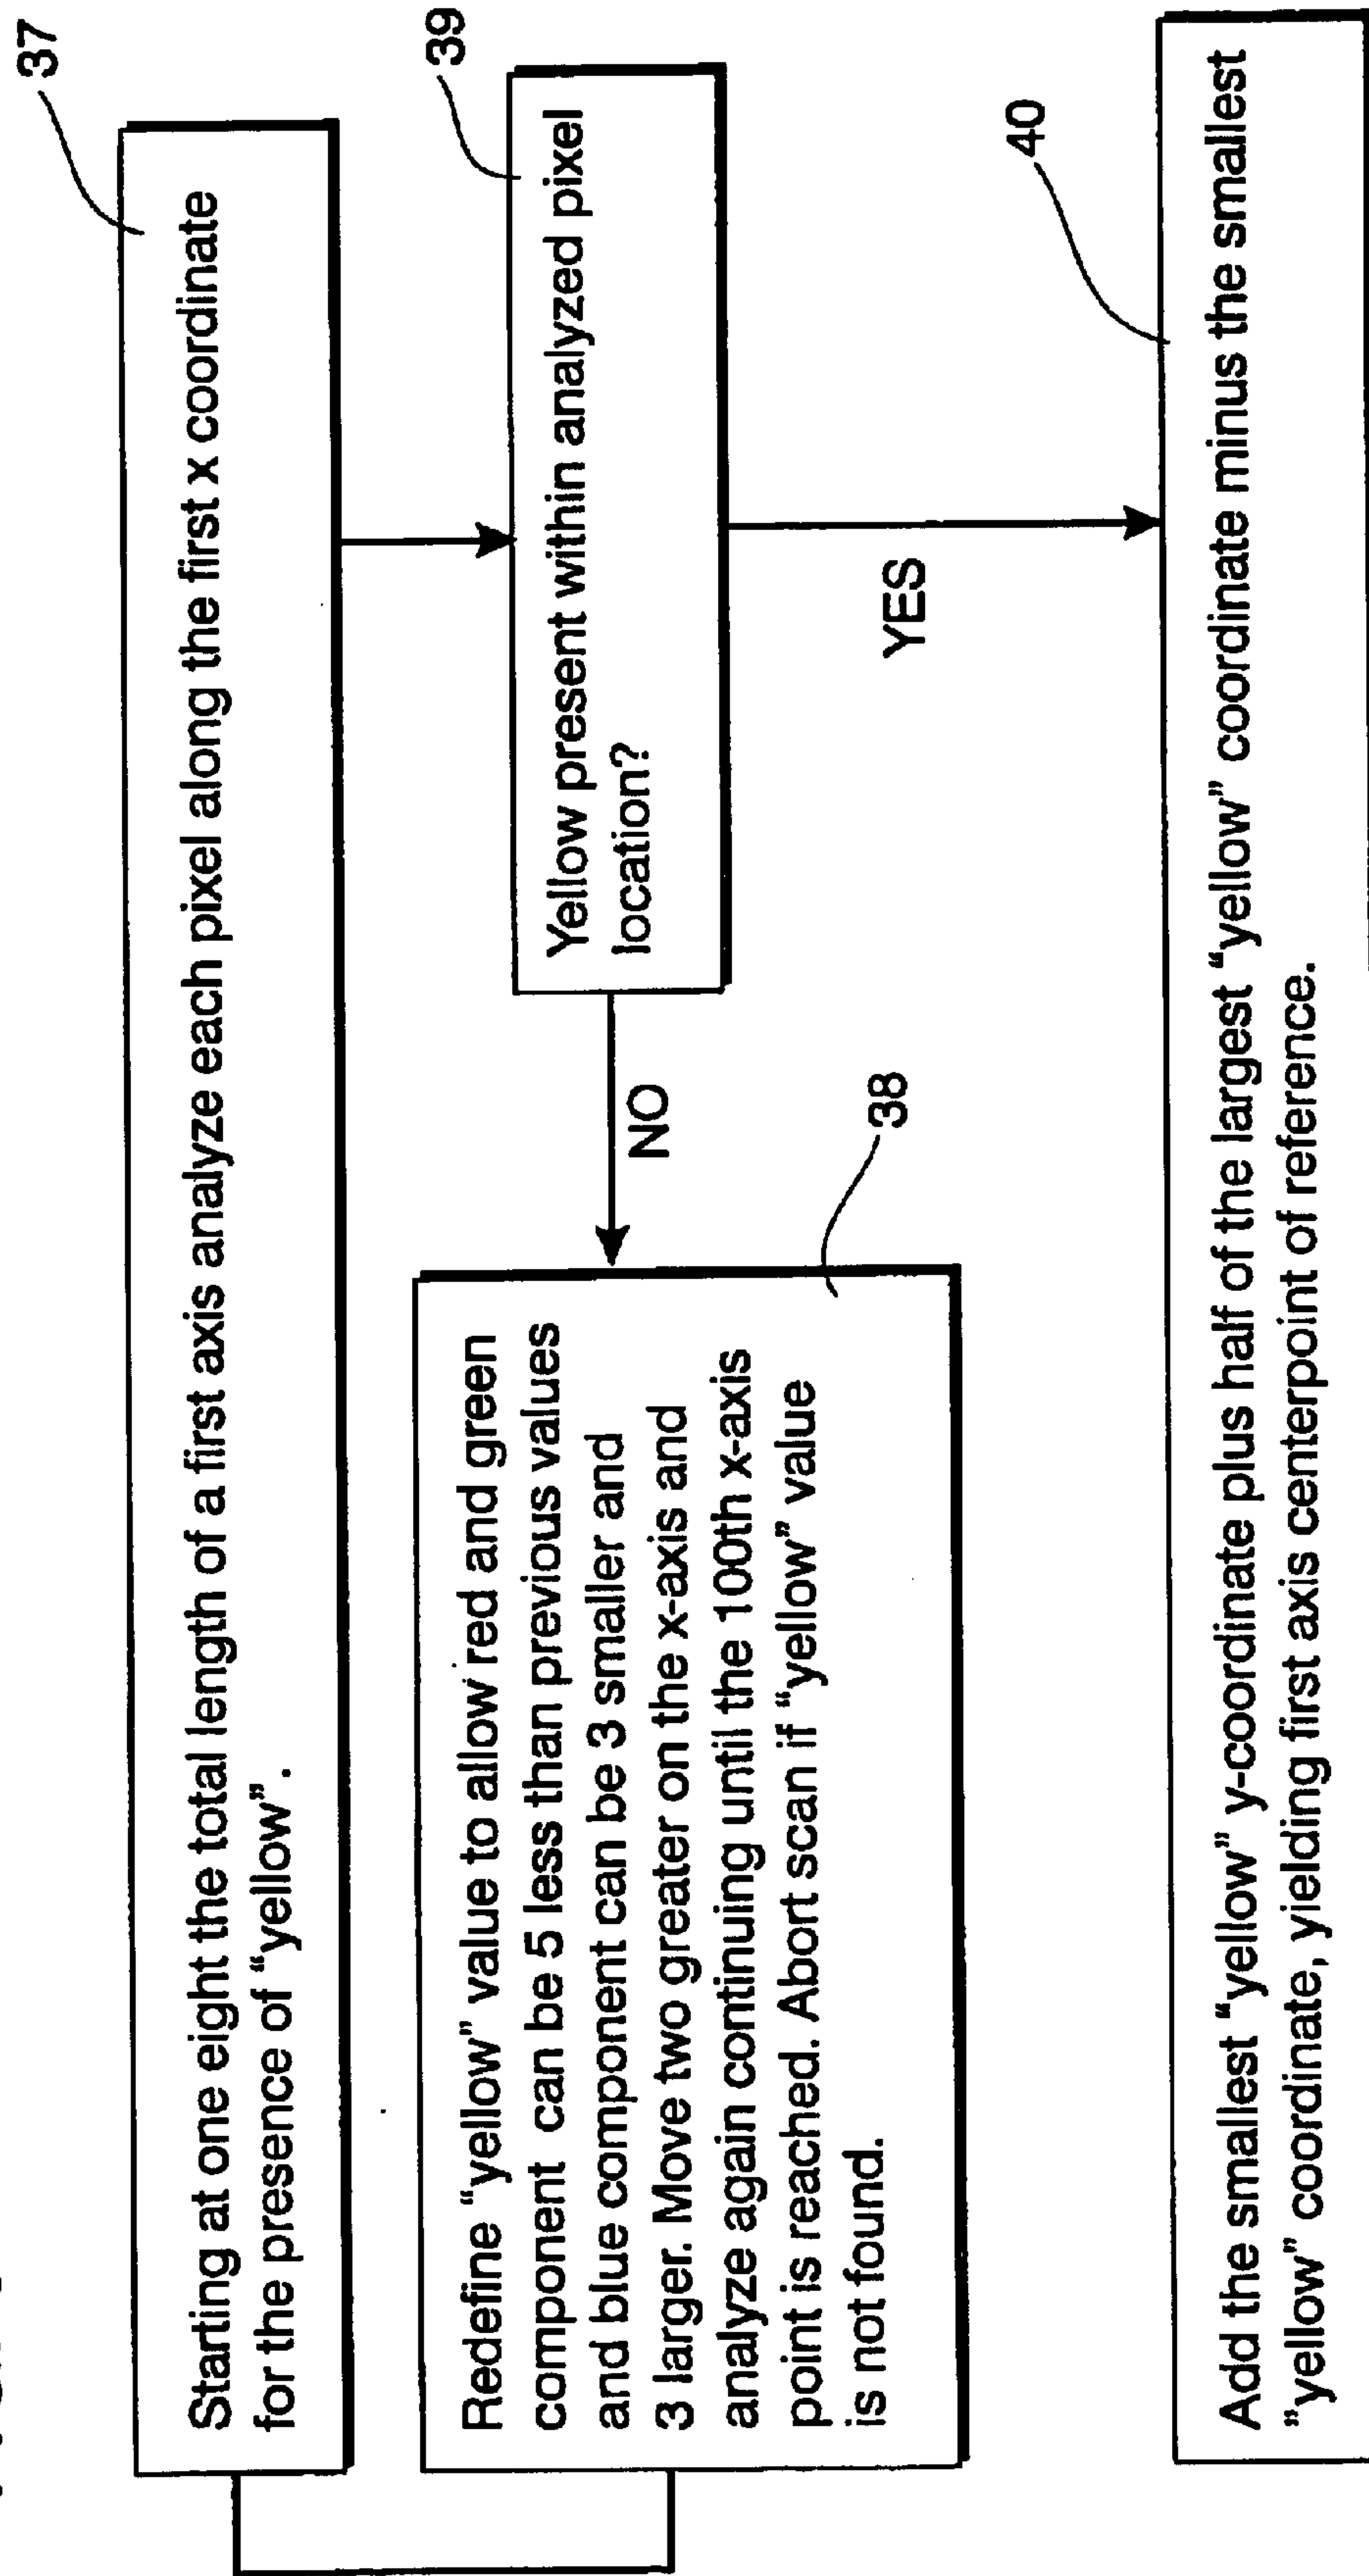 37
Starting at one eight the total length of a first axis analyze each pixel along the first x coordinate
for the presence of “yellow”.
39
Yellow present within analyzed pixel
location?
NO
YES
38
Redefine “yellow” value to allow red and green
component can be 5 less than previous values
and blue component can be 3 smaller and
3 larger. Move two greater on the x-axis and
analyze again continuing until the 100th x-axis
point is reached. Abort scan if “yellow” value
is not found.
40
Add the smallest “yellow” y-coordinate plus half of the largest “yellow” coordinate minus the smallest
”yellow” coordinate, yielding first axis centerpoint of reference.